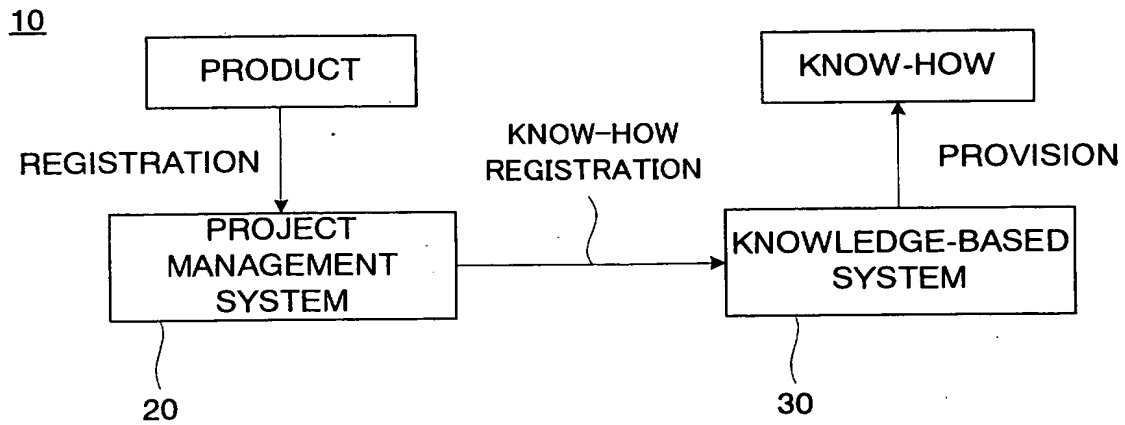 10
PRODUCT
KNOW-HOW
REGISTRATION
KNOW-HOW
REGISTRATION
PROVISION
PROJECT
MANAGEMENT
SYSTEM
KNOWLEDGE-BASED
SYSTEM
20
30